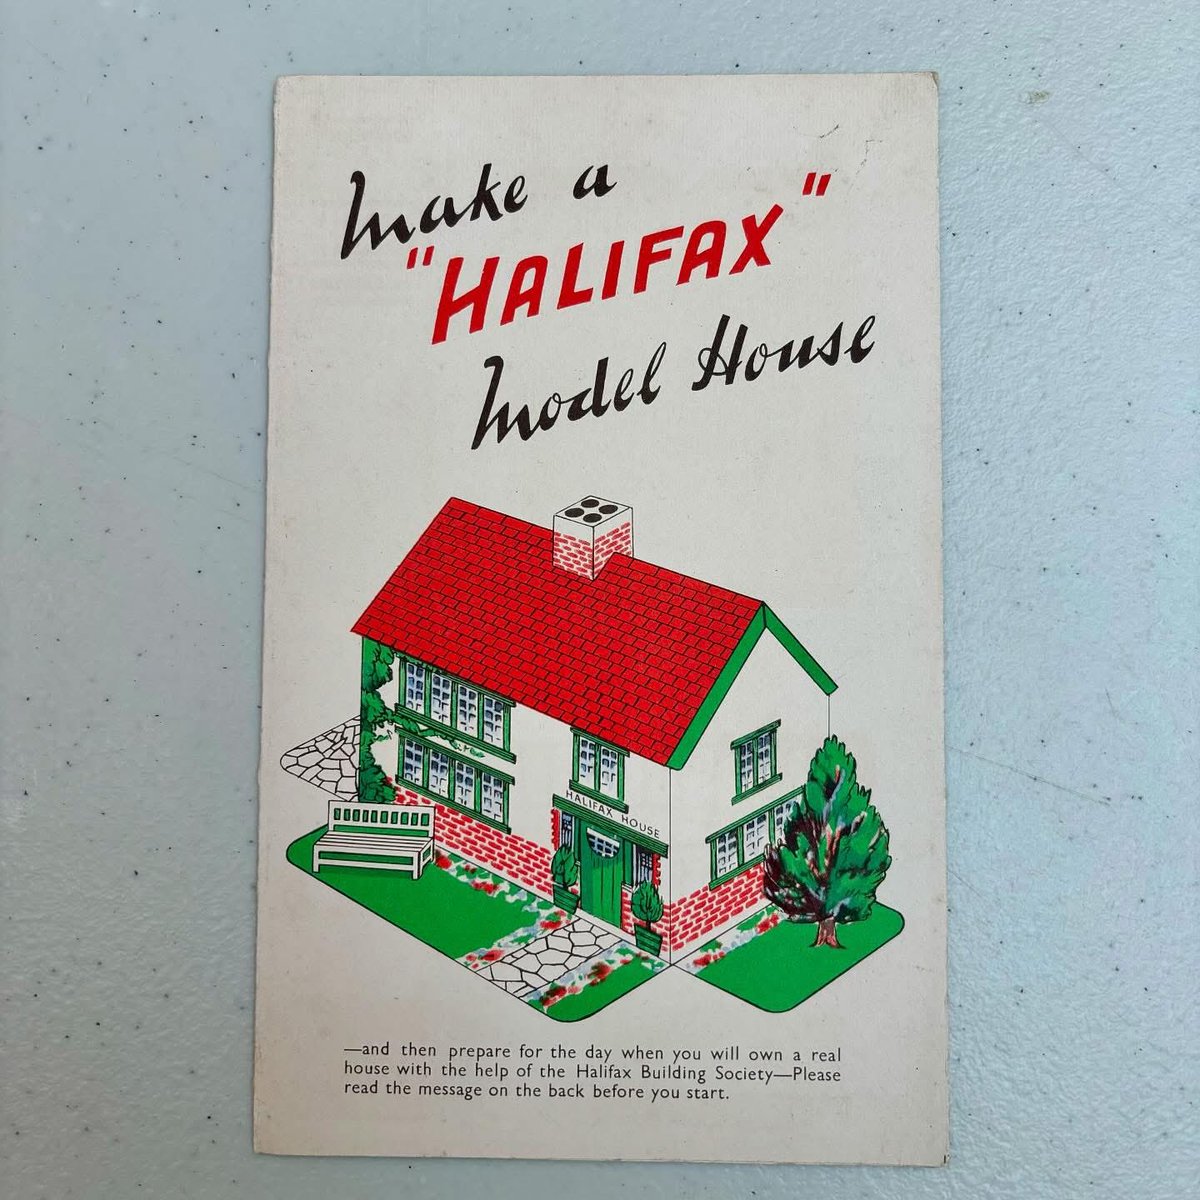 Make a
"HALIFAX"
Model House
HALIFAX HOUSE
—and then prepare for the day when you will own a real
house with the help of the Halifax Building Society—Please
read the message on the back before you start.